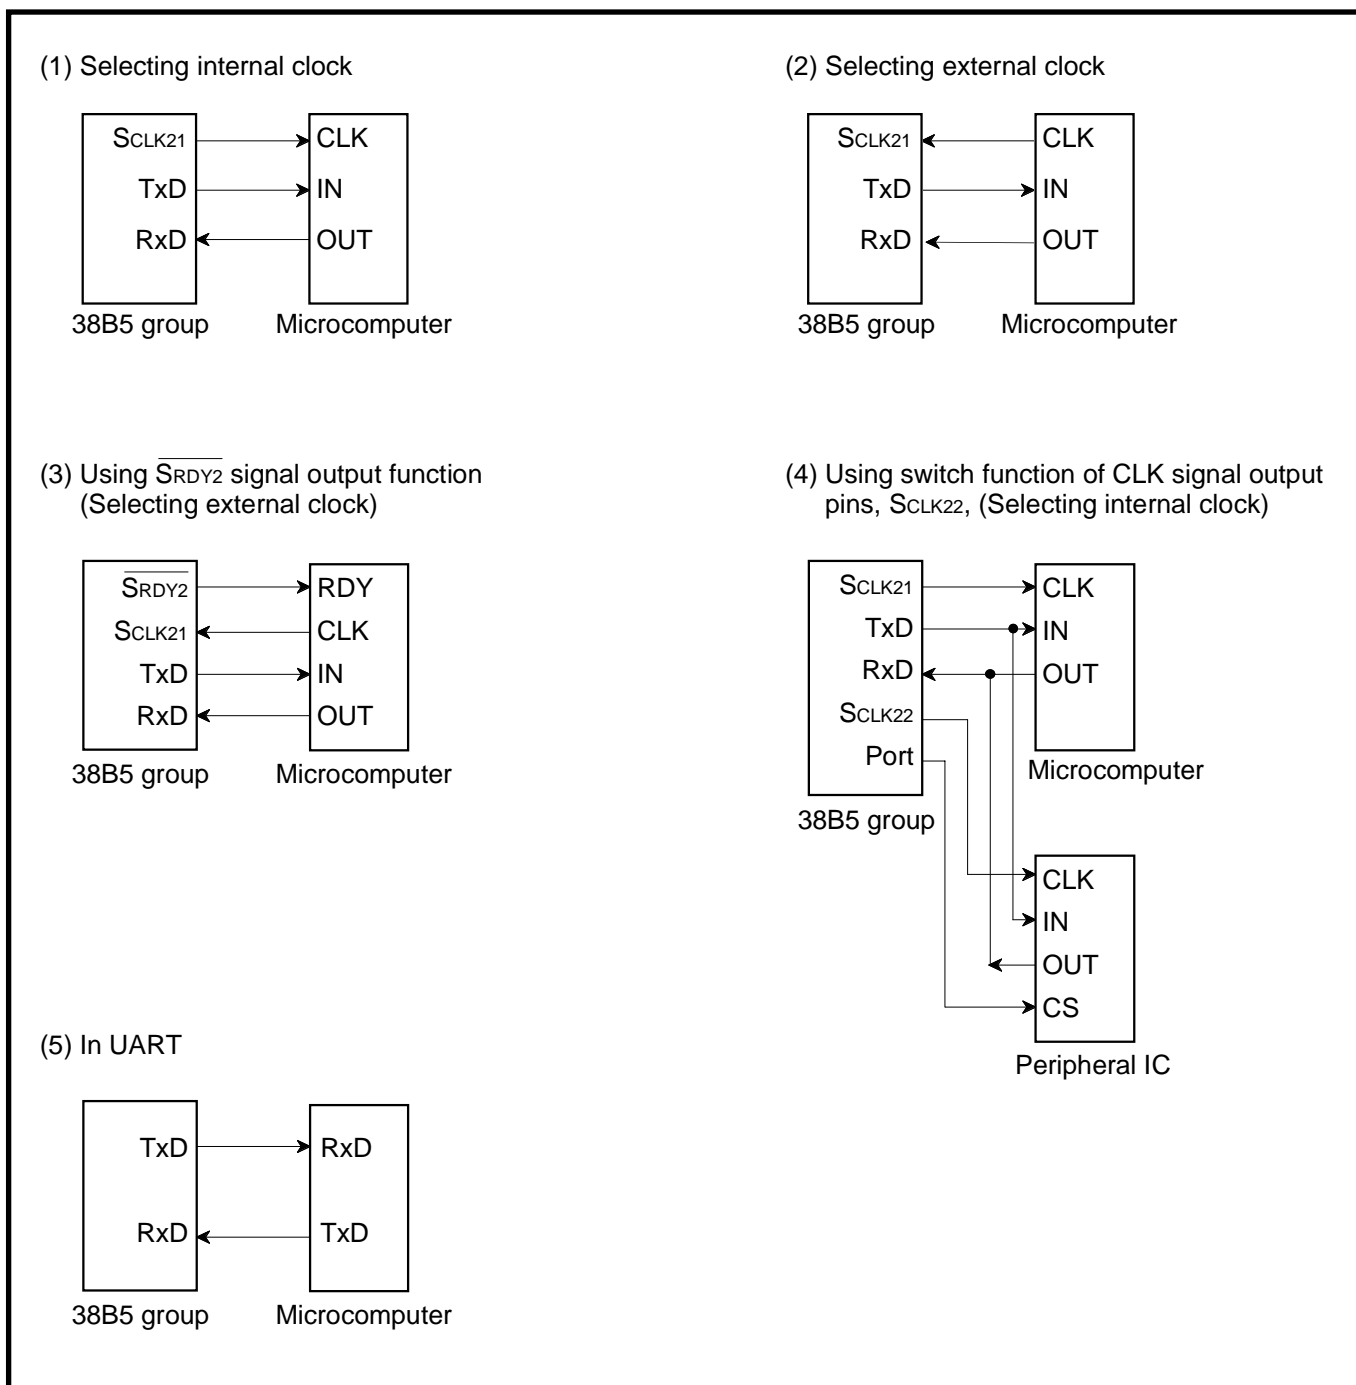 (1) Selecting internal clock
SCLK21
TxD
RxD
CLK
IN
OUT
38B5 group
Microcomputer
(2) Selecting external clock
SCLK21
TxD
RxD
CLK
IN
OUT
38B5 group
Microcomputer
(3) Using SRDY2 signal output function
(Selecting external clock)
SRDY2
SCLK21
TxD
RxD
RDY
CLK
IN
OUT
38B5 group
Microcomputer
(4) Using switch function of CLK signal output
pins, SCLK22, (Selecting internal clock)
SCLK21
TxD
RxD
SCLK22
Port
38B5 group
CLK
IN
OUT
Microcomputer
CLK
IN
OUT
CS
Peripheral IC
(5) In UART
TxD
RxD
RxD
TxD
38B5 group
Microcomputer